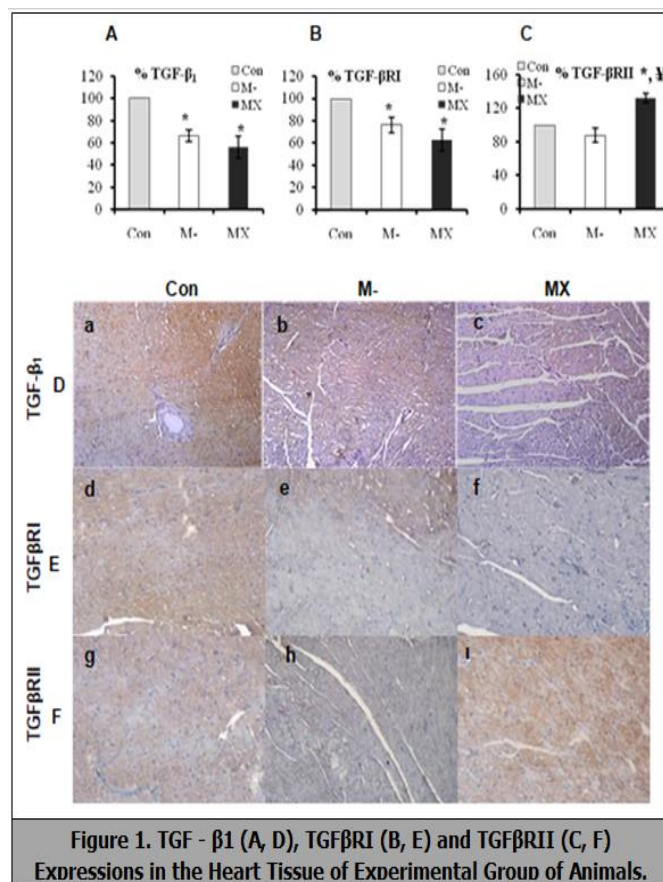 A B C
% TGF-β₁ Con M- MX
% TGF-βRI Con M- MX
% TGF-βRII *, ¥ Con M- MX
120 100 80 60 40 20 0
* *
Con M- MX
120 100 80 60 40 20 0
* *
Con M- MX
160 120 80 40 0
Con M- MX
Con M- MX
TGF-β₁ D a b c
TGFβRI E d e f
TGFβRII F g h ı
Figure 1. TGF - β1 (A, D), TGFβRI (B, E) and TGFβRII (C, F)
Expressions in the Heart Tissue of Experimental Group of Animals.